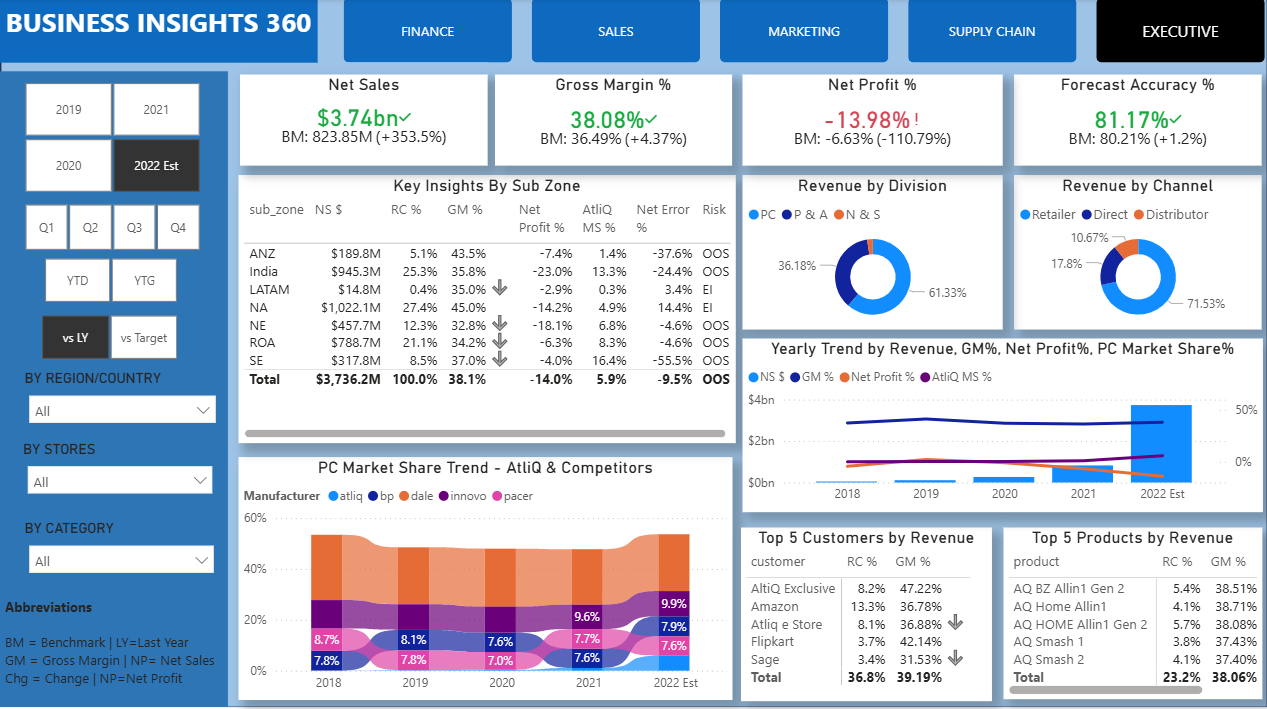 BUSINESS INSIGHTS 360
FINANCE
SALES
MARKETING
SUPPLY CHAIN
EXECUTIVE
2019
2021
2020
2022 Est
Q1
Q2
Q3
Q4
YTD
YTG
vs LY
vs Target
BY REGION/COUNTRY
All
BY STORES
All
BY CATEGORY
All
Abbreviations
BM = Benchmark | LY=Last Year
GM = Gross Margin | NP= Net Sales
Chg = Change | NP=Net Profit
Net Sales
$3.74bn✓
BM: 823.85M (+353.5%)
Gross Margin %
38.08%✓
BM: 36.49% (+4.37%)
Net Profit %
-13.98% !
BM: -6.63% (-110.79%)
Forecast Accuracy %
81.17%✓
BM: 80.21% (+1.2%)
Key Insights By Sub Zone
sub_zone NS $ RC % GM % Net Profit % AtliQ MS % Net Error % Risk
ANZ $189.8M 5.1% 43.5% -7.4% 1.4% -37.6% OOS
India $945.3M 25.3% 35.8% -23.0% 13.3% -24.4% OOS
LATAM $14.8M 0.4% 35.0% -2.9% 0.3% 3.4% EI
NA $1,022.1M 27.4% 45.0% -14.2% 4.9% 14.4% EI
NE $457.7M 12.3% 32.8% -18.1% 6.8% -4.6% OOS
ROA $788.7M 21.1% 34.2% -6.3% 8.3% -4.6% OOS
SE $317.8M 8.5% 37.0% -4.0% 16.4% -55.5% OOS
Total $3,736.2M 100.0% 38.1% -14.0% 5.9% -9.5% OOS
Revenue by Division
PC P & A N & S
36.18%
61.33%
Revenue by Channel
Retailer Direct Distributor
10.67%
17.8%
71.53%
Yearly Trend by Revenue, GM%, Net Profit%, PC Market Share%
NS $ GM % Net Profit % AtliQ MS %
$4bn
$2bn
$0bn
50%
0%
2018 2019 2020 2021 2022 Est
PC Market Share Trend - AtliQ & Competitors
Manufacturer atliq bp dale innovo pacer
60%
40%
20%
0%
8.7%
7.8%
8.1%
7.8%
7.6%
7.0%
9.6%
7.7%
7.6%
9.9%
7.9%
7.6%
2018 2019 2020 2021 2022 Est
Top 5 Customers by Revenue
customer RC % GM %
AltiQ Exclusive 8.2% 47.22%
Amazon 13.3% 36.78%
Atliq e Store 8.1% 36.88%
Flipkart 3.7% 42.14%
Sage 3.4% 31.53%
Total 36.8% 39.19%
Top 5 Products by Revenue
product RC % GM %
AQ BZ Allin1 Gen 2 5.4% 38.51%
AQ Home Allin1 4.1% 38.71%
AQ HOME Allin1 Gen 2 5.7% 38.08%
AQ Smash 1 3.8% 37.43%
AQ Smash 2 4.1% 37.40%
Total 23.2% 38.06%